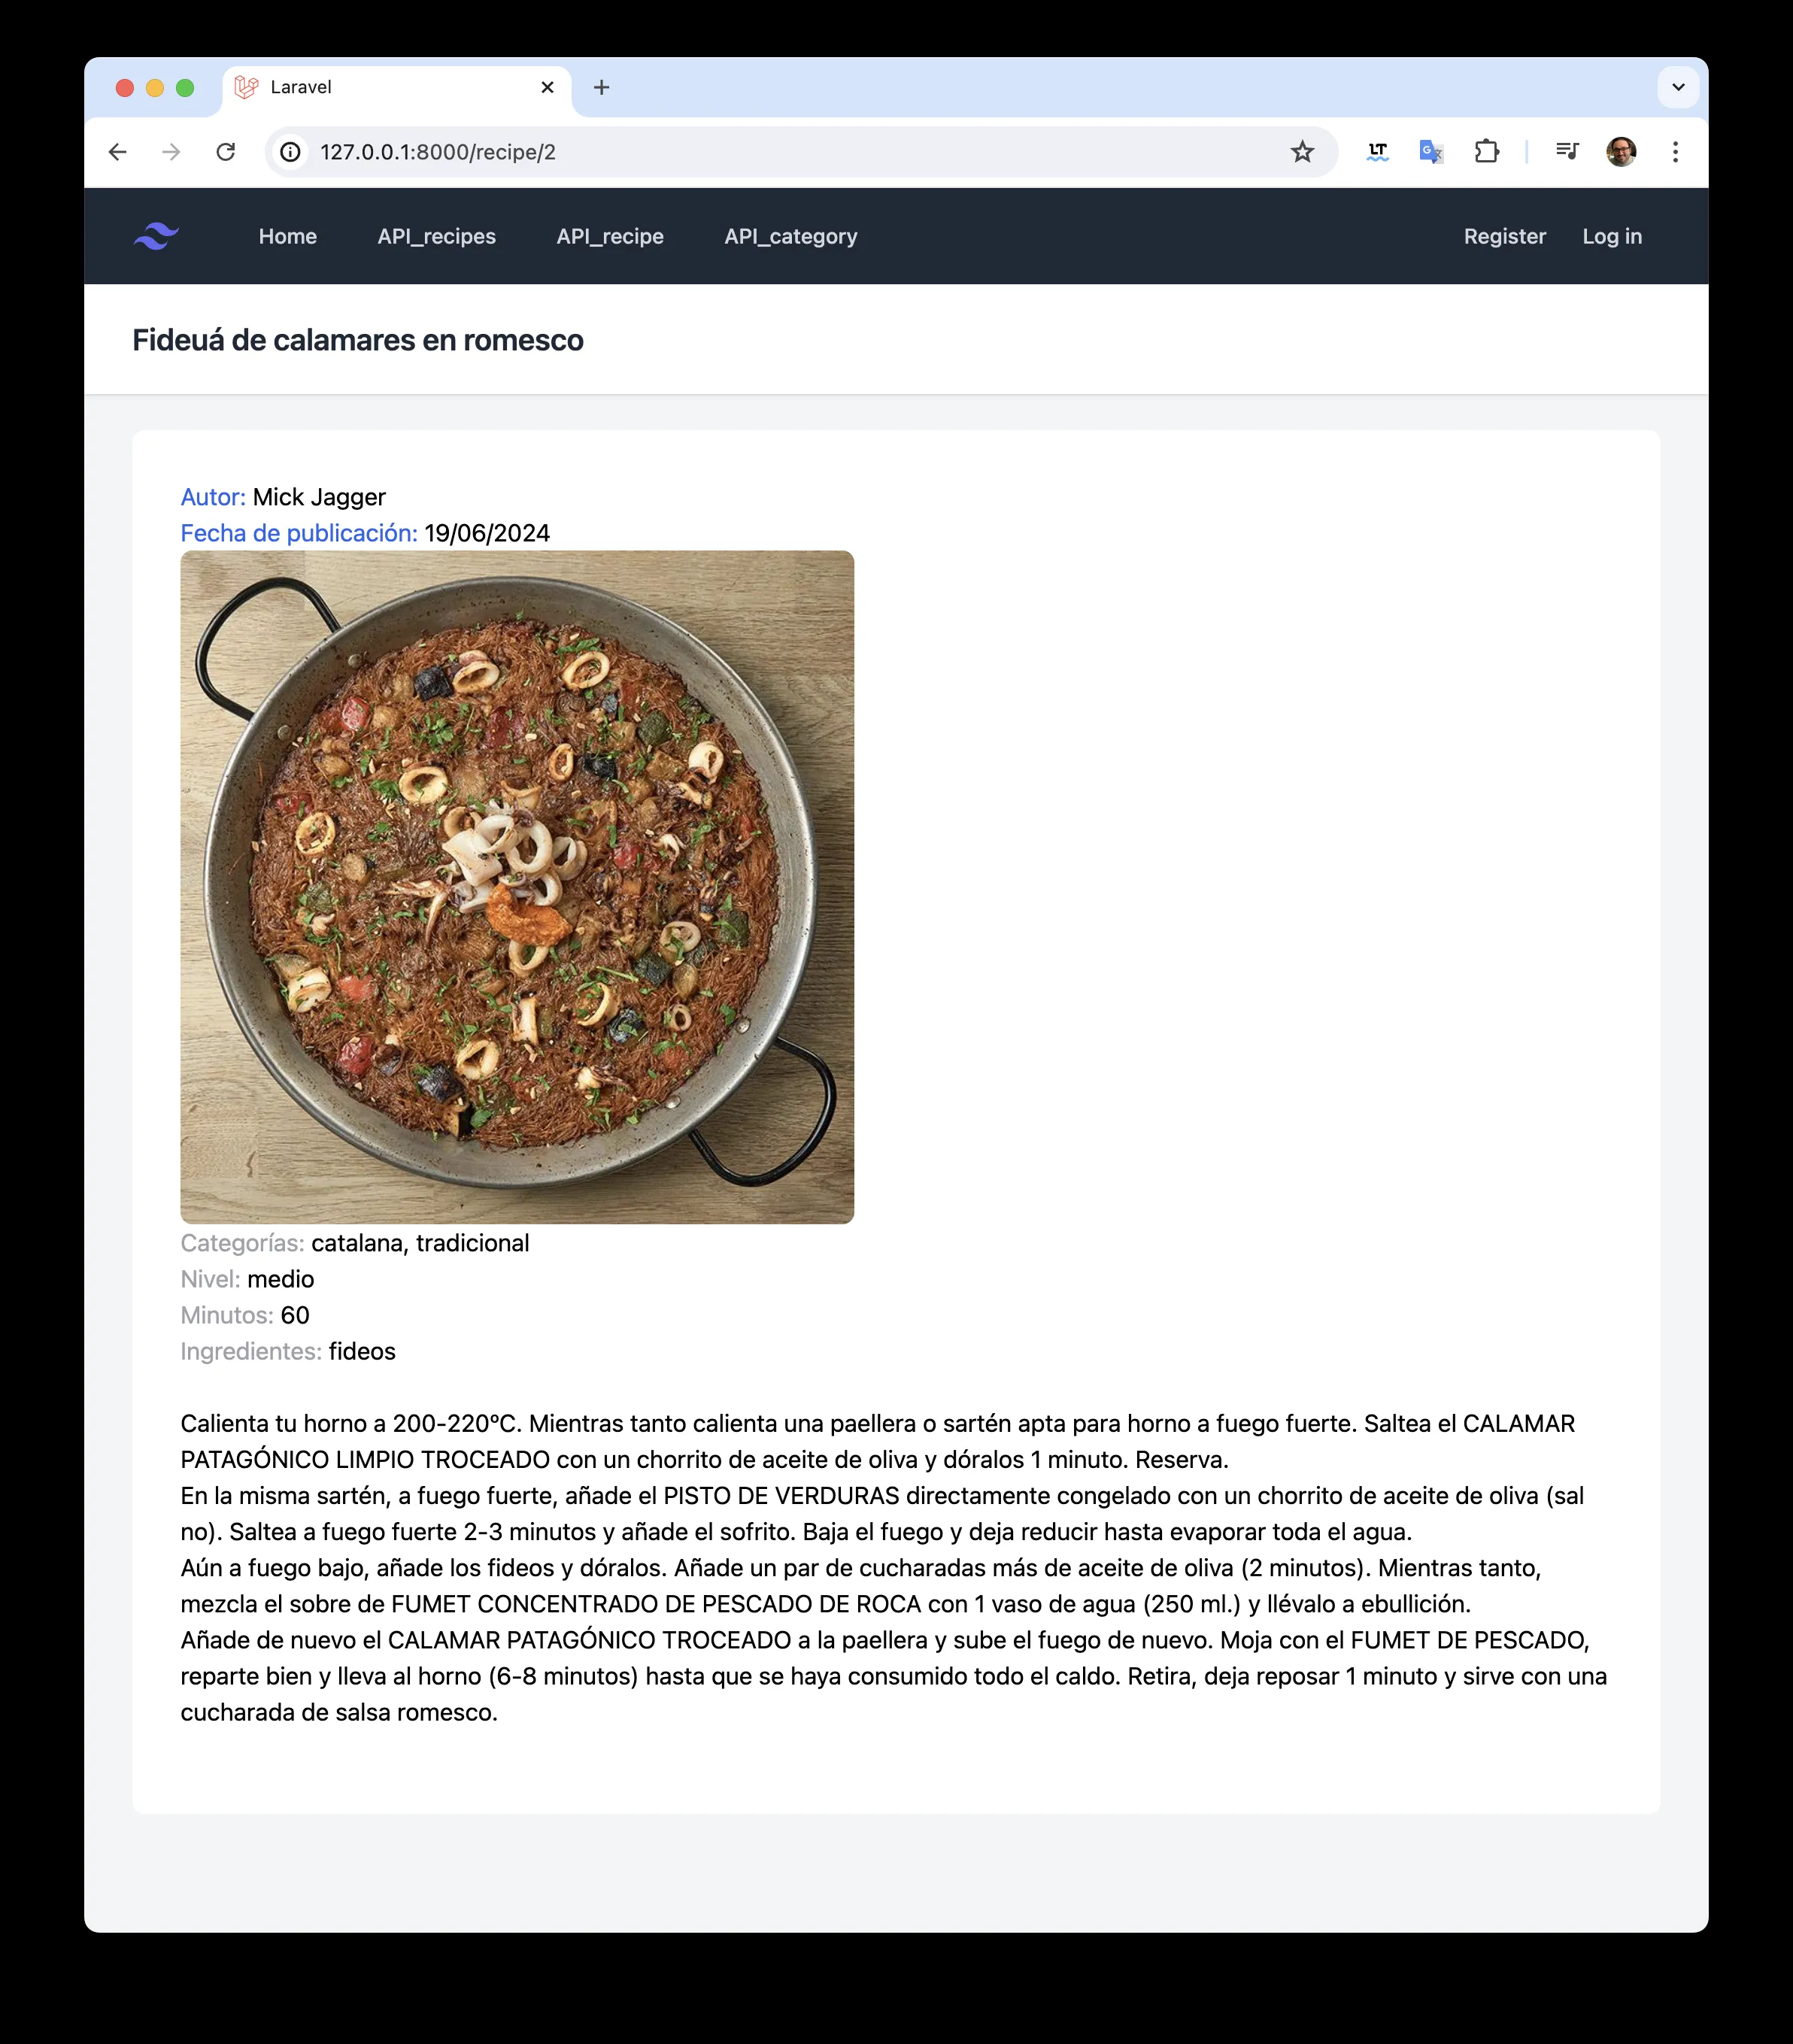 Laravel
127.0.0.1:8000/recipe/2
LT
G
Home API_recipes API_recipe API_category Register Log in
Fideuá de calamares en romesco
Autor: Mick Jagger
Fecha de publicación: 19/06/2024
Categorías: catalana, tradicional
Nivel: medio
Minutos: 60
Ingredientes: fideos
Calienta tu horno a 200-220ºC. Mientras tanto calienta una paellera o sartén apta para horno a fuego fuerte. Saltea el CALAMAR
PATAGÓNICO LIMPIO TROCEADO con un chorrito de aceite de oliva y dóralos 1 minuto. Reserva.
En la misma sartén, a fuego fuerte, añade el PISTO DE VERDURAS directamente congelado con un chorrito de aceite de oliva (sal
no). Saltea a fuego fuerte 2-3 minutos y añade el sofrito. Baja el fuego y deja reducir hasta evaporar toda el agua.
Aún a fuego bajo, añade los fideos y dóralos. Añade un par de cucharadas más de aceite de oliva (2 minutos). Mientras tanto,
mezcla el sobre de FUMET CONCENTRADO DE PESCADO DE ROCA con 1 vaso de agua (250 ml.) y llévalo a ebullición.
Añade de nuevo el CALAMAR PATAGÓNICO TROCEADO a la paellera y sube el fuego de nuevo. Moja con el FUMET DE PESCADO,
reparte bien y lleva al horno (6-8 minutos) hasta que se haya consumido todo el caldo. Retira, deja reposar 1 minuto y sirve con una
cucharada de salsa romesco.